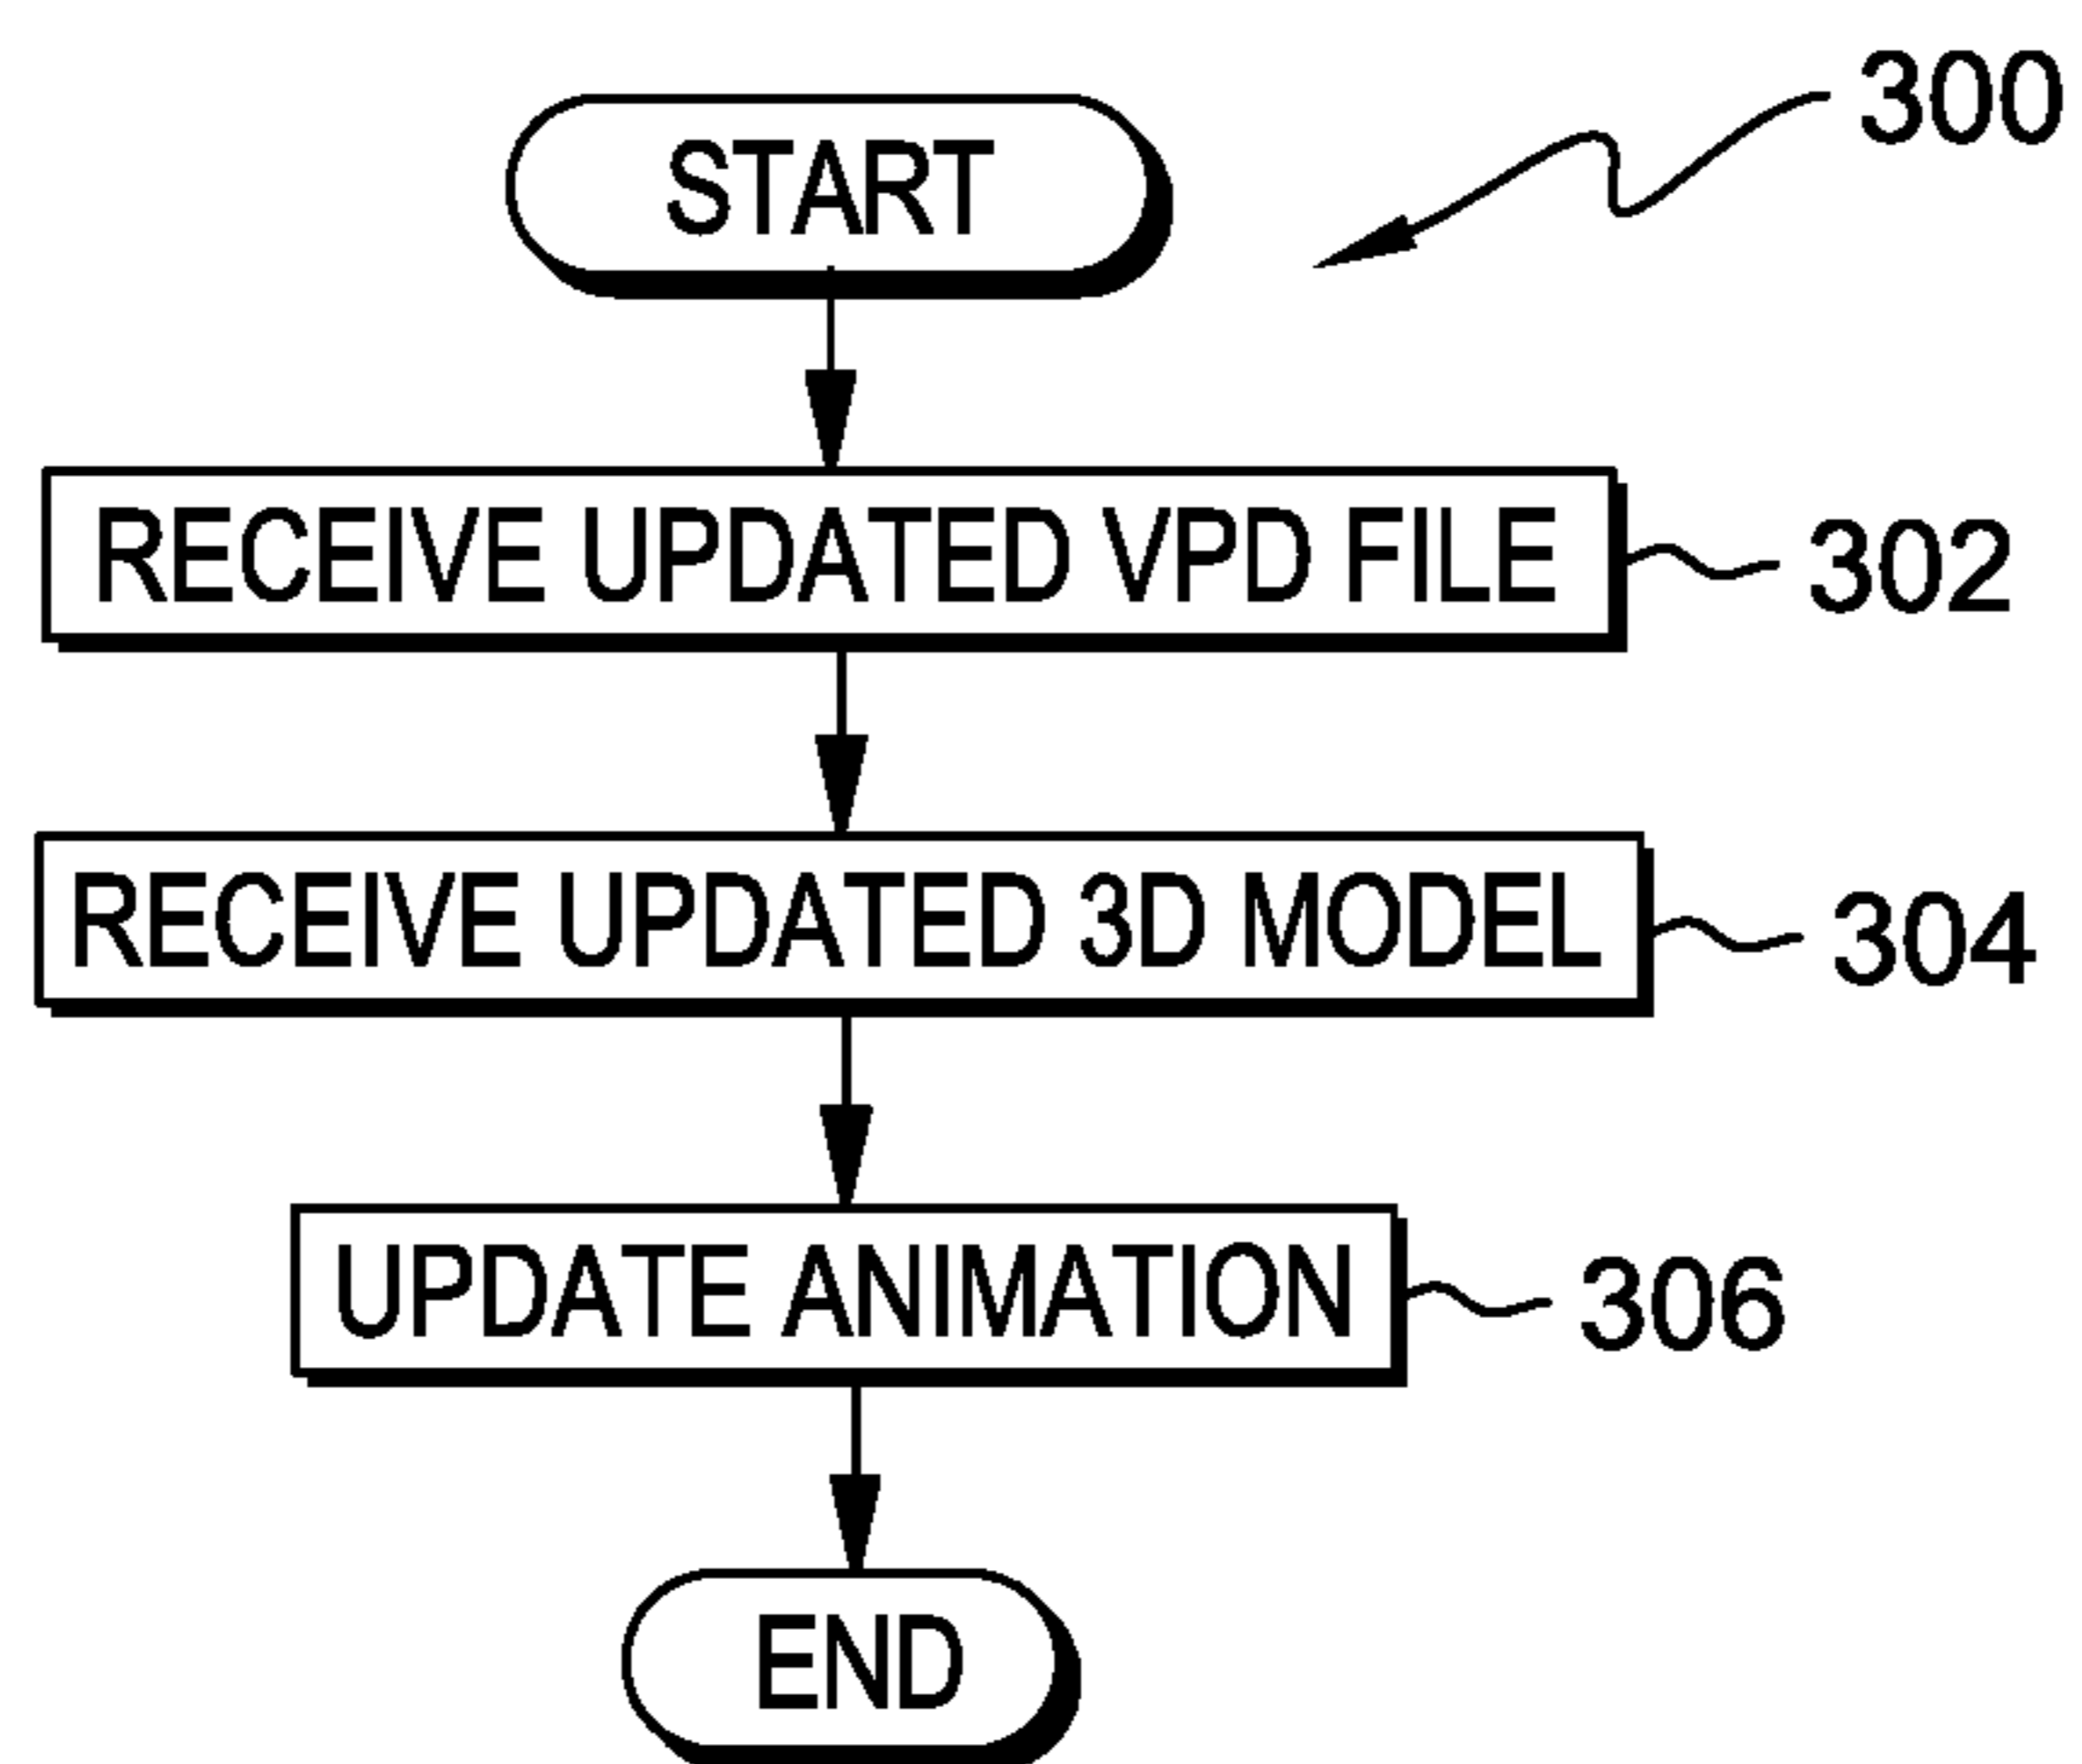 START
300
RECEIVE UPDATED VPD FILE
302
RECEIVE UPDATED 3D MODEL
304
UPDATE ANIMATION
306
END